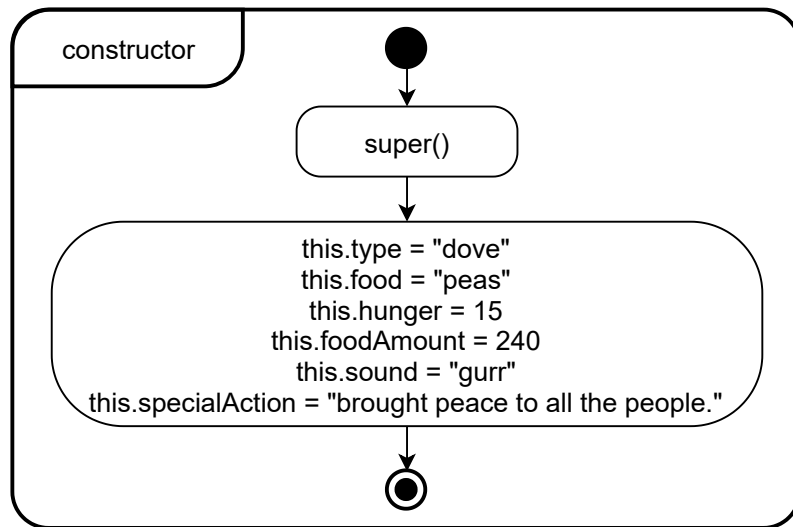 constructor
super()
this.type = "dove"
this.food = "peas"
this.hunger = 15
this.foodAmount = 240
this.sound = "gurr"
this.specialAction = "brought peace to all the people."